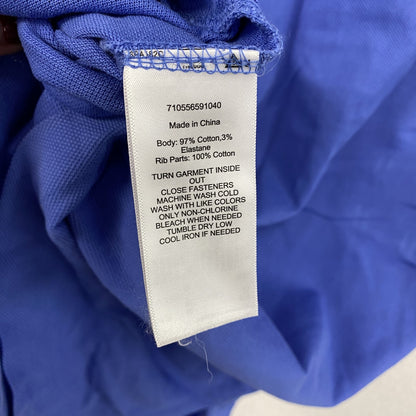 710556591040
Made in China
Body: 97% Cotton,3%
Elastane
Rib Parts: 100% Cotton
TURN GARMENT INSIDE
OUT
CLOSE FASTENERS
MACHINE WASH COLD
WASH WITH LIKE COLORS
ONLY NON-CHLORINE
BLEACH WHEN NEEDED
TUMBLE DRY LOW
COOL IRON IF NEEDED